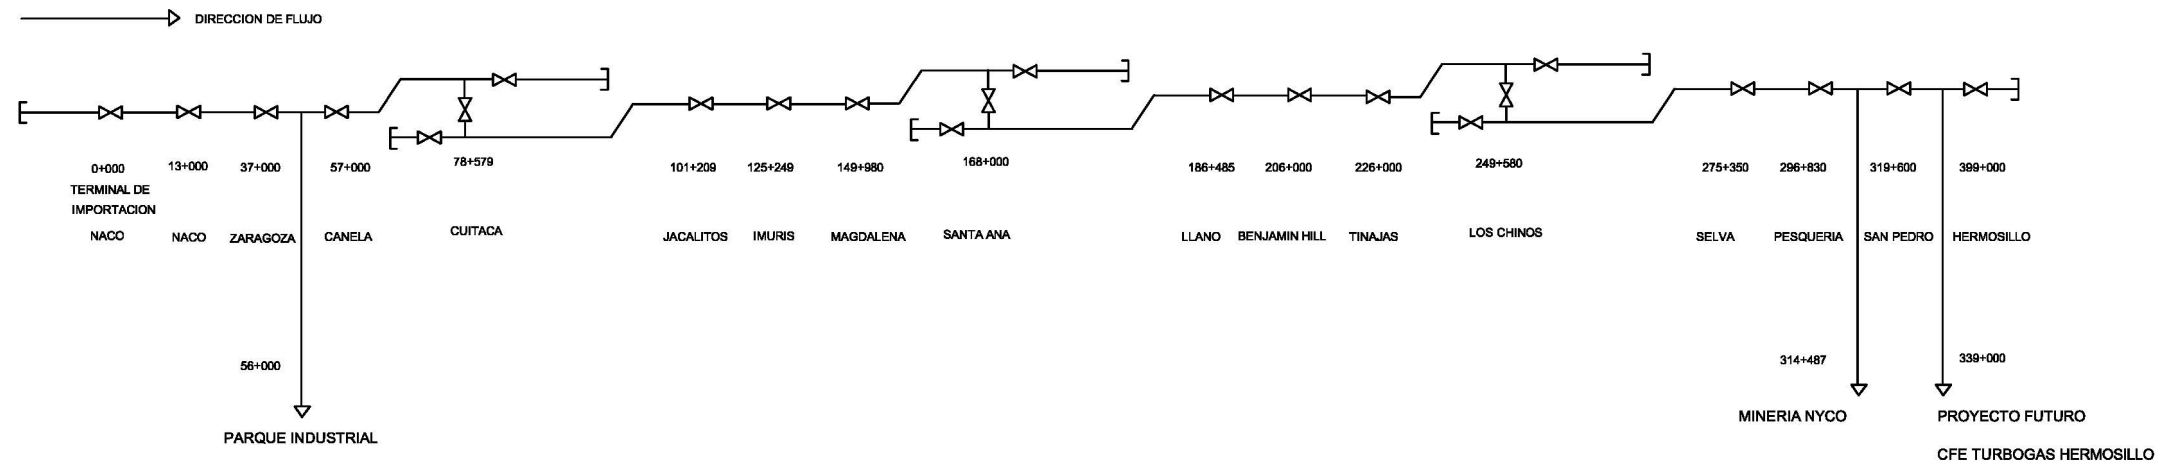 DIRECCION DE FLUJO
0+000
13+000
37+000
57+000
78+579
101+209
125+249
149+980
168+000
186+485
206+000
226+000
249+580
275+350
296+830
319+600
399+000
TERMINAL DE
IMPORTACION
NACO
NACO
ZARAGOZA
CANELA
CUITACA
JACALITOS
IMURIS
MAGDALENA
SANTA ANA
LLANO
BENJAMIN HILL
TINAJAS
LOS CHINOS
SELVA
PESQUERIA
SAN PEDRO
HERMOSILLO
56+000
314+487
339+000
PARQUE INDUSTRIAL
MINERIA NYCO
PROYECTO FUTURO
CFE TURBOGAS HERMOSILLO